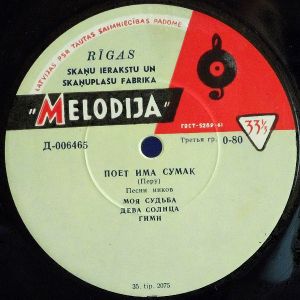 LATVIJAS PSR TAUTAS SAIMNIECĪBAS PADOME
RĪGAS
SKAŅU IERAKSTU UN
SKAŅUPLAŠU FABRIKA
"MELODIJA"
ГОСТ-5289-61
33⅓
Д-006465
Третья гр. 0-80
ПОЕТ ИМА СУМАК
(Перу)
Песни инков
МОЯ СУДЬБА
ДЕВА СОЛНЦА
ГИМН
35. tip. 2075